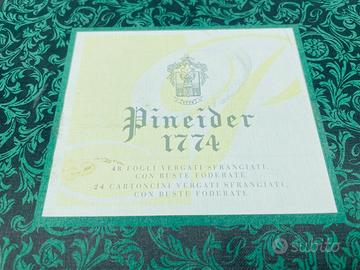 Pineider
1774
48 FOGLI VERGATI SFRANGIATI,
CON BUSTE FODERATE
24 CARTONCINI VERGATI SFRANGIATI,
CON BUSTE FODERATE
subito